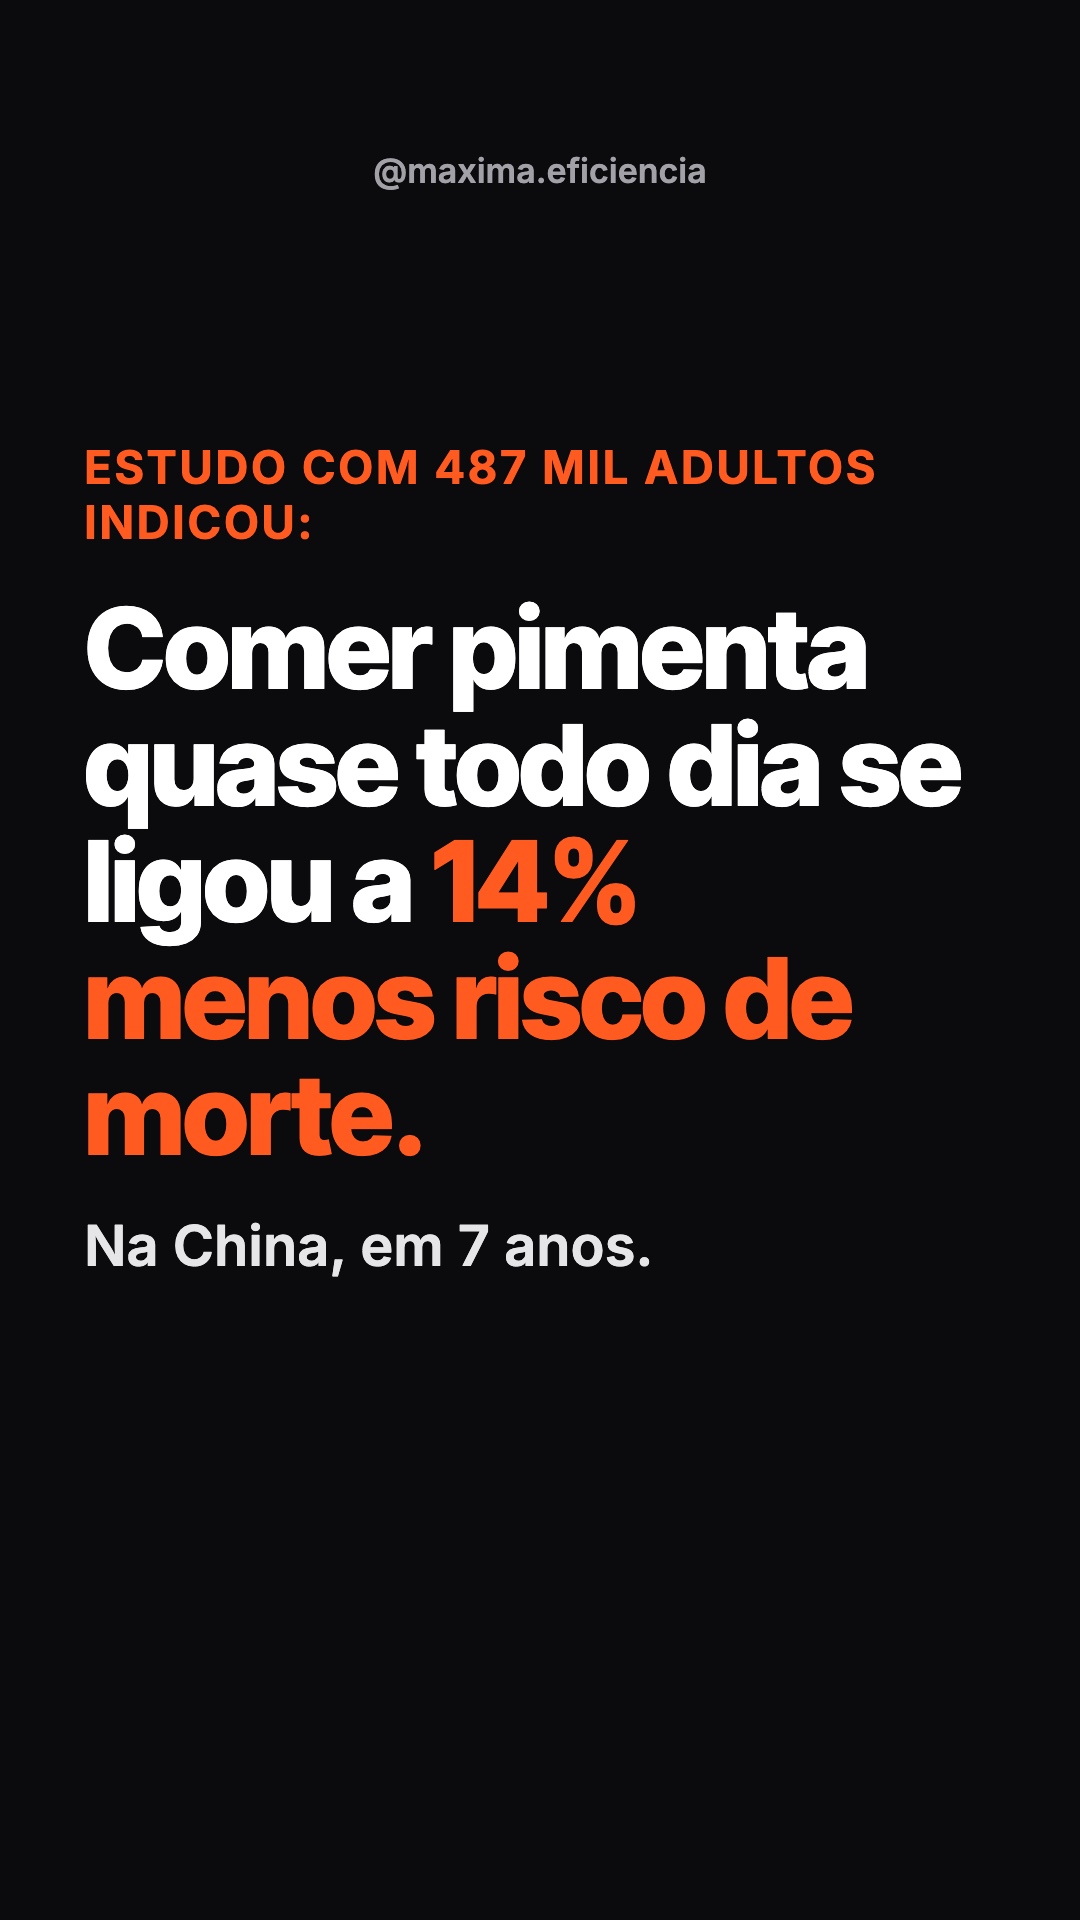 @maxima.eficiencia
ESTUDO COM 487 MIL ADULTOS
INDICOU:
Comer pimenta
quase todo dia se
ligou a 14%
menos risco de
morte.
Na China, em 7 anos.